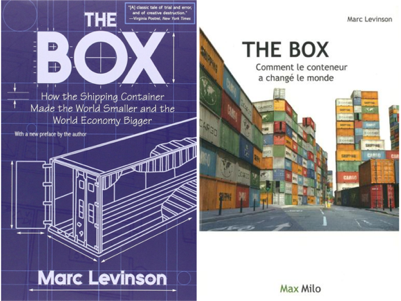 "[A] classic tale of trial and error,
and of creative destruction."
—Virginia Postrel, New York Times
THE
BOX
How the Shipping Container
Made the World Smaller and the
World Economy Bigger
With a new preface by the author
Marc Levinson
Marc Levinson
THE BOX
Comment le conteneur
a changé le monde
Max Milo